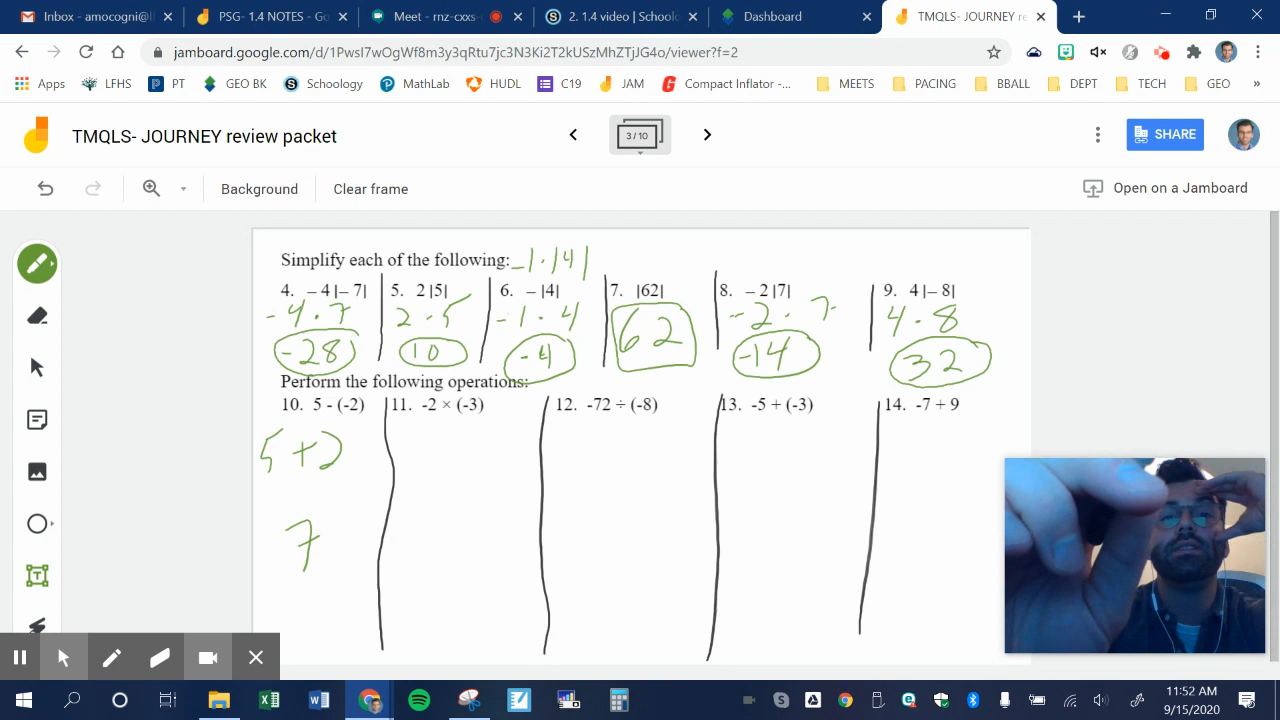 Inbox - amocogni@l
PSG- 1.4 NOTES - Ge
Meet - rnz-cxxs-
2. 1.4 video | Schoolo
Dashboard
TMQLS- JOURNEY re
jamboard.google.com/d/1PwsI7wOgWf8m3y3qRtu7jc3N3Ki2T2kUSzMhZTjJG4o/viewer?f=2
Apps LFHS PT GEO BK Schoology MathLab HUDL C19 JAM Compact Inflator -... MEETS PACING BBALL DEPT TECH GEO »
TMQLS- JOURNEY review packet
3 / 10
SHARE
Background Clear frame
Open on a Jamboard
Simplify each of the following: -1·|4|
4. – 4 |– 7| 5. 2 |5| 6. – |4| 7. |62| 8. – 2 |7| 9. 4 |– 8|
-4·7 2·5 -1·4 62 -2·7 4·8
-28 10 -4 -14 32
Perform the following operations:
10. 5 - (-2) 11. -2 × (-3) 12. -72 ÷ (-8) 13. -5 + (-3) 14. -7 + 9
5+2
7
11:52 AM
9/15/2020